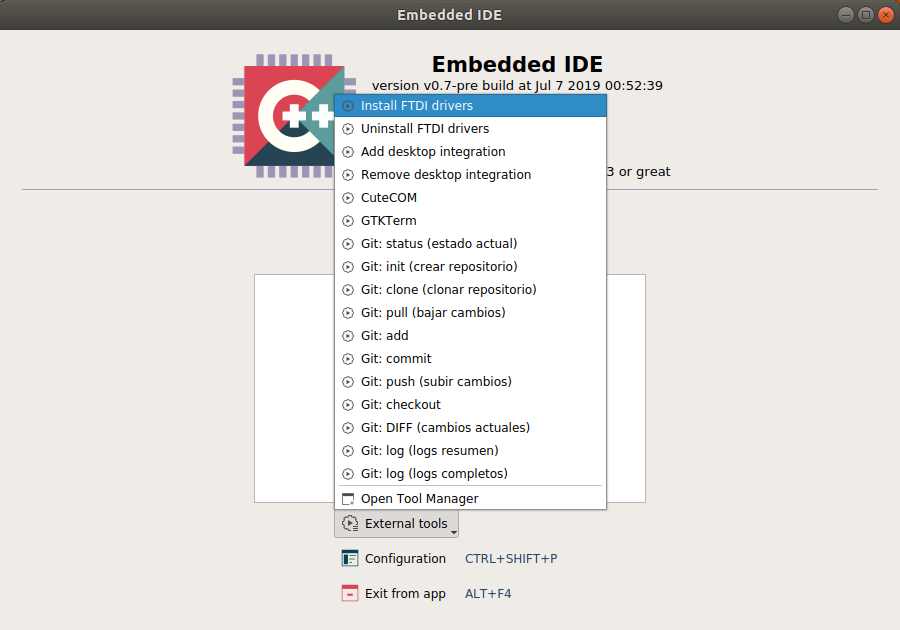 Embedded IDE
Embedded IDE
version v0.7-pre build at Jul 7 2019 00:52:39
Install FTDI drivers
Uninstall FTDI drivers
Add desktop integration
Remove desktop integration
3 or great
CuteCOM
GTKTerm
Git: status (estado actual)
Git: init (crear repositorio)
Git: clone (clonar repositorio)
Git: pull (bajar cambios)
Git: add
Git: commit
Git: push (subir cambios)
Git: checkout
Git: DIFF (cambios actuales)
Git: log (logs resumen)
Git: log (logs completos)
Open Tool Manager
External tools
Configuration CTRL+SHIFT+P
Exit from app ALT+F4